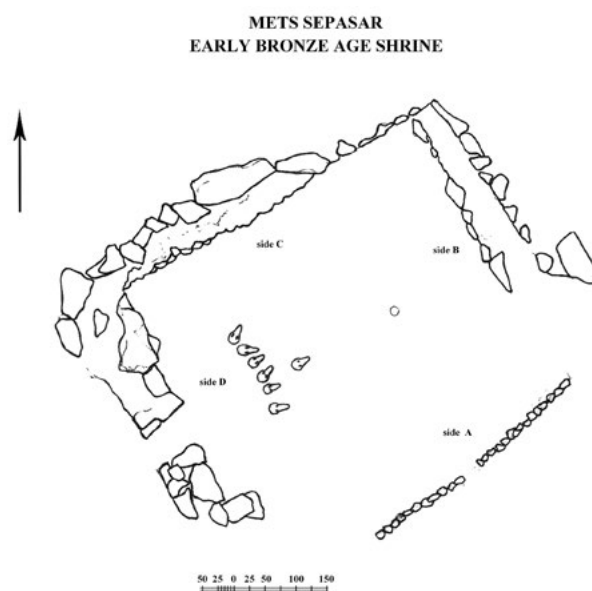 METS SEPASAR
EARLY BRONZE AGE SHRINE
side C
side B
side D
side A
50 25 0 25 50 100 150